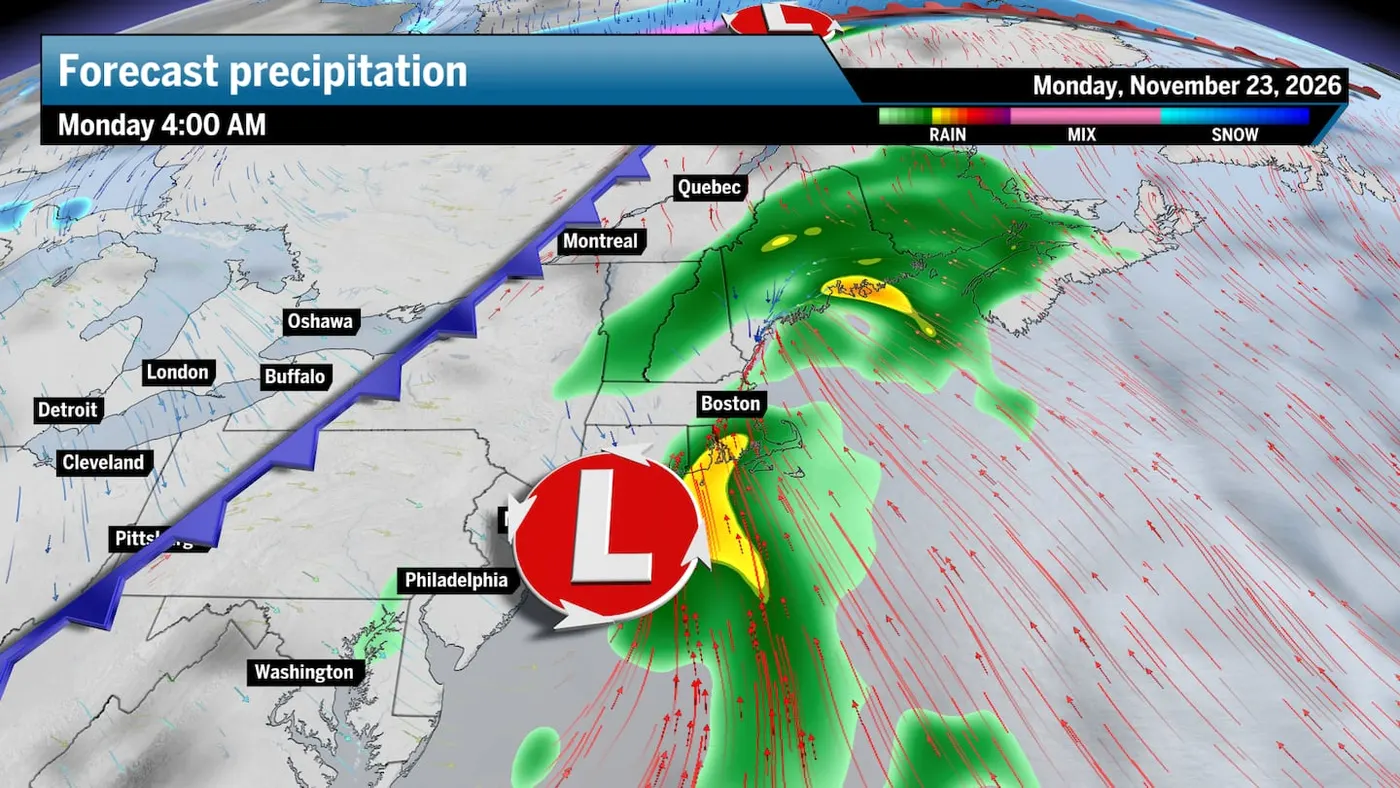 L
Forecast precipitation
Monday, November 23, 2026
Monday 4:00 AM
RAIN MIX SNOW
Quebec
Montreal
Oshawa
London
Buffalo
Detroit
Boston
Cleveland
L
Philadelphia
Washington